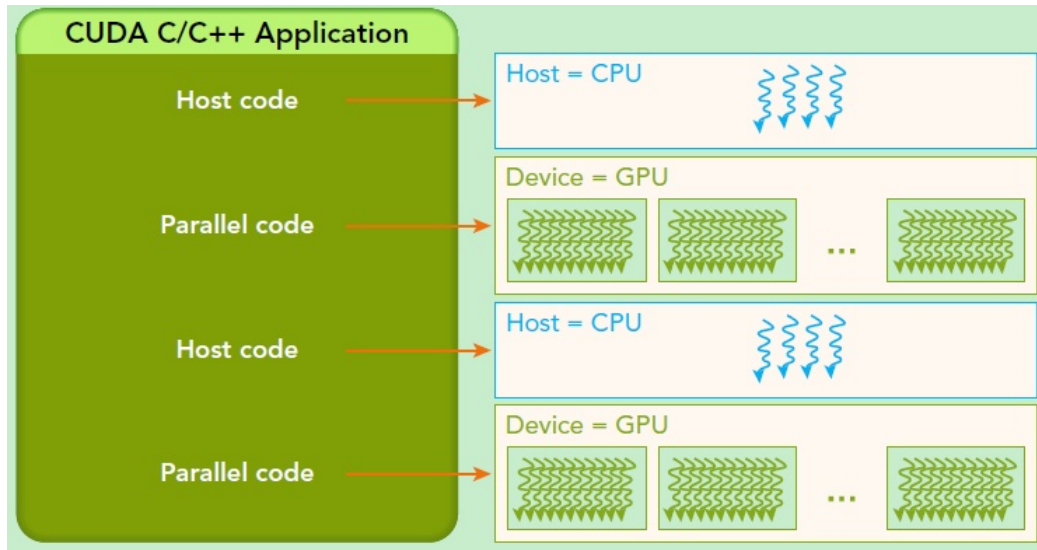 CUDA C/C++ Application
Host code
Host = CPU
Parallel code
Device = GPU
...
Host code
Host = CPU
Parallel code
Device = GPU
...